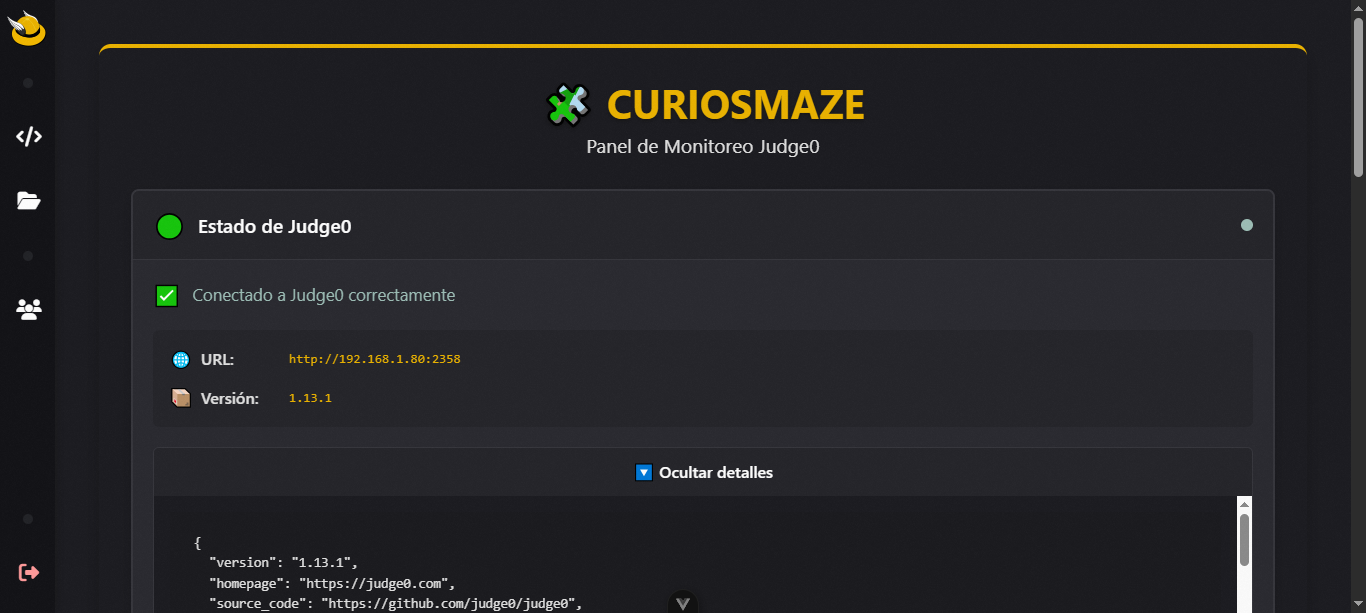 CURIOSMAZE
Panel de Monitoreo Judge0
Estado de Judge0
Conectado a Judge0 correctamente
URL: http://192.168.1.80:2358
Versión: 1.13.1
Ocultar detalles
{
"version": "1.13.1",
"homepage": "https://judge0.com",
"source_code": "https://github.com/judge0/judge0",